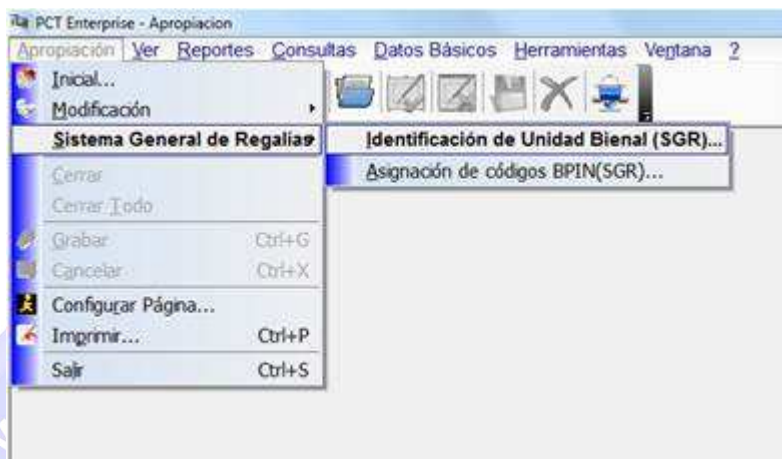 PCT Enterprise - Apropiacion
Apropiación Ver Reportes Consultas Datos Básicos Herramientas Ventana ?
Inicial...
Modificación
Sistema General de Regalías
Identificación de Unidad Bienal (SGR)...
Asignación de códigos BPIN(SGR)...
Cerrar
Cerrar Todo
Grabar Ctrl+G
Cancelar Ctrl+X
Configurar Página...
Imprimir... Ctrl+P
Salir Ctrl+S